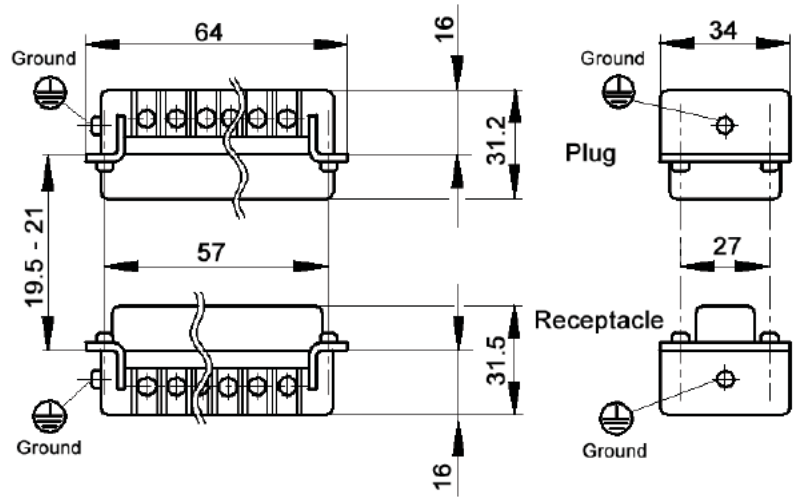 64
16
34
Ground
Ground
31.2
Plug
19.5 - 21
57
27
31.5
Receptacle
Ground
Ground
16